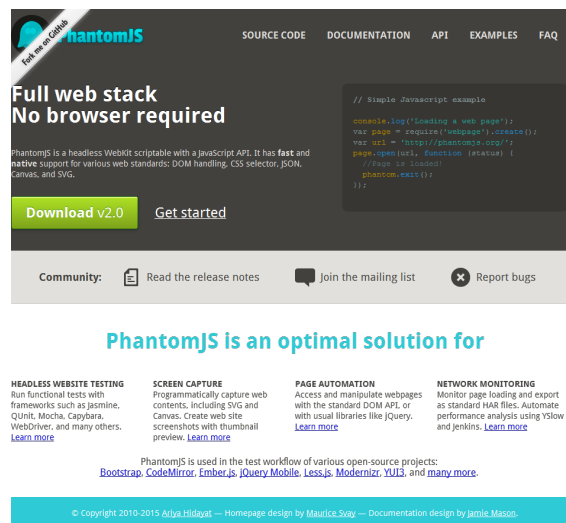 Fork me on GitHub
PhantomJS
SOURCE CODE DOCUMENTATION API EXAMPLES FAQ
Full web stack
No browser required
PhantomJS is a headless WebKit scriptable with a JavaScript API. It has fast and
native support for various web standards: DOM handling, CSS selector, JSON,
Canvas, and SVG.
Download v2.0 Get started
// Simple Javascript example
console.log('Loading a web page');
var page = require('webpage').create();
var url = 'http://phantomjs.org/';
page.open(url, function (status) {
//Page is loaded!
phantom.exit();
});
Community: Read the release notes Join the mailing list Report bugs
PhantomJS is an optimal solution for
HEADLESS WEBSITE TESTING
Run functional tests with
frameworks such as Jasmine,
QUnit, Mocha, Capybara,
WebDriver, and many others.
Learn more
SCREEN CAPTURE
Programmatically capture web
contents, including SVG and
Canvas. Create web site
screenshots with thumbnail
preview. Learn more
PAGE AUTOMATION
Access and manipulate webpages
with the standard DOM API, or
with usual libraries like jQuery.
Learn more
NETWORK MONITORING
Monitor page loading and export
as standard HAR files. Automate
performance analysis using YSlow
and Jenkins. Learn more
PhantomJS is used in the test workflow of various open-source projects:
Bootstrap, CodeMirror, Ember.js, jQuery Mobile, Less.js, Modernizr, YUI3, and many more.
© Copyright 2010-2015 Ariya Hidayat — Homepage design by Maurice Svay — Documentation design by Jamie Mason.